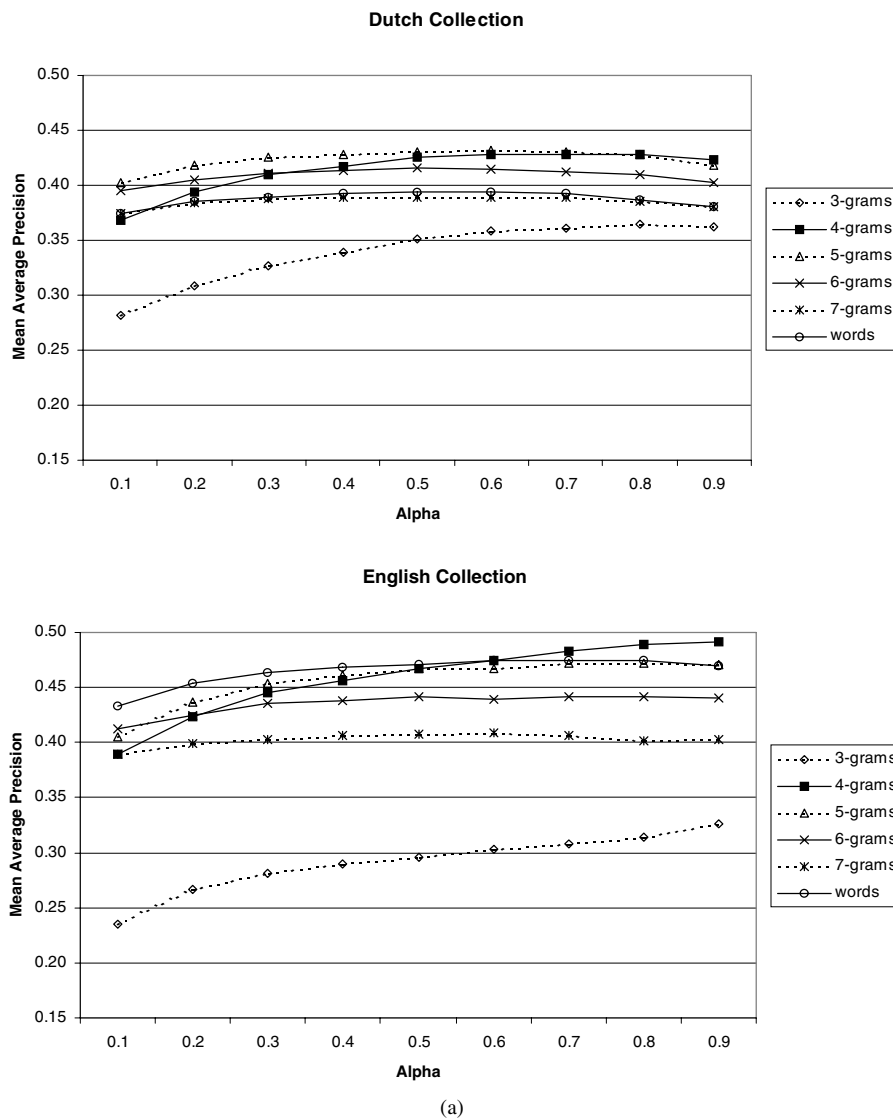 Dutch Collection
0.50
0.45
0.40
0.35
0.30
0.25
0.20
0.15
Mean Average Precision
0.1 0.2 0.3 0.4 0.5 0.6 0.7 0.8 0.9
Alpha
3-grams
4-grams
5-grams
6-grams
7-grams
words
English Collection
0.50
0.45
0.40
0.35
0.30
0.25
0.20
0.15
Mean Average Precision
0.1 0.2 0.3 0.4 0.5 0.6 0.7 0.8 0.9
Alpha
3-grams
4-grams
5-grams
6-grams
7-grams
words
(a)